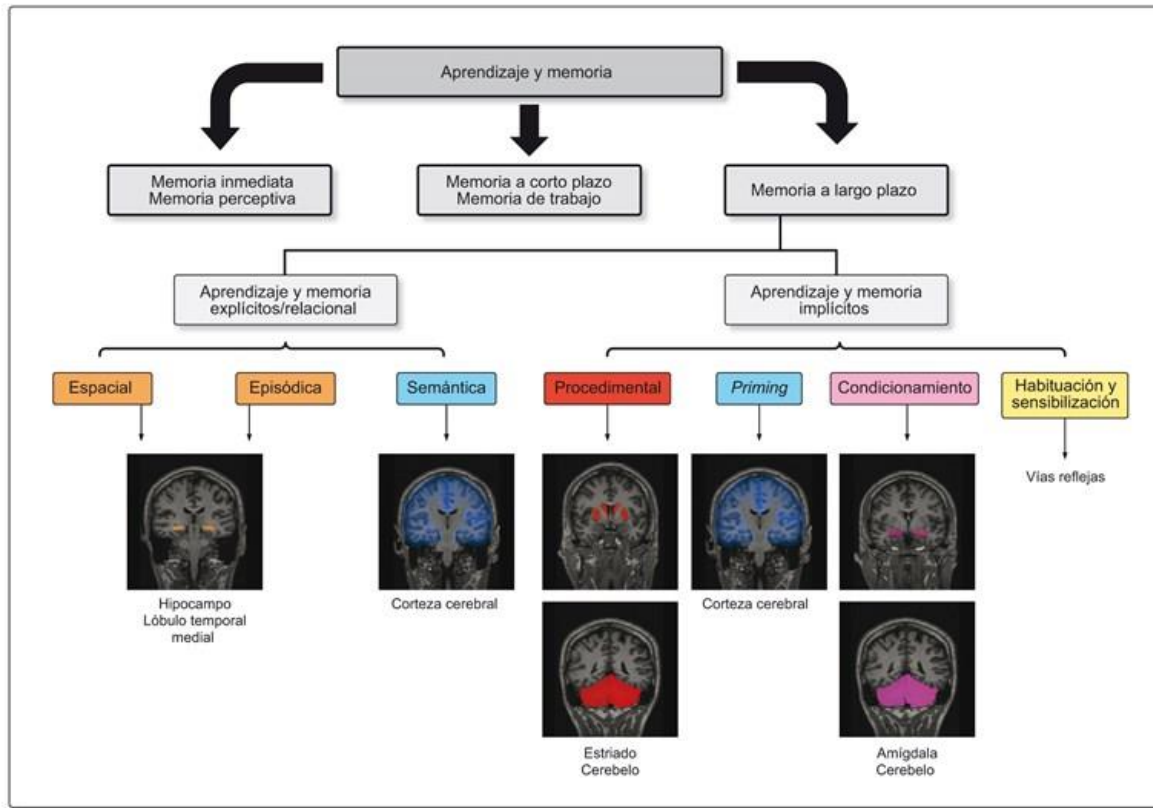 Aprendizaje y memoria
Memoria inmediata
Memoria perceptiva
Memoria a corto plazo
Memoria de trabajo
Memoria a largo plazo
Aprendizaje y memoria
explícitos/relacional
Aprendizaje y memoria
implícitos
Espacial
Episódica
Semántica
Procedimental
Priming
Condicionamiento
Habituación y
sensibilización
Vías reflejas
Hipocampo
Lóbulo temporal
medial
Corteza cerebral
Corteza cerebral
Estriado
Cerebelo
Amígdala
Cerebelo